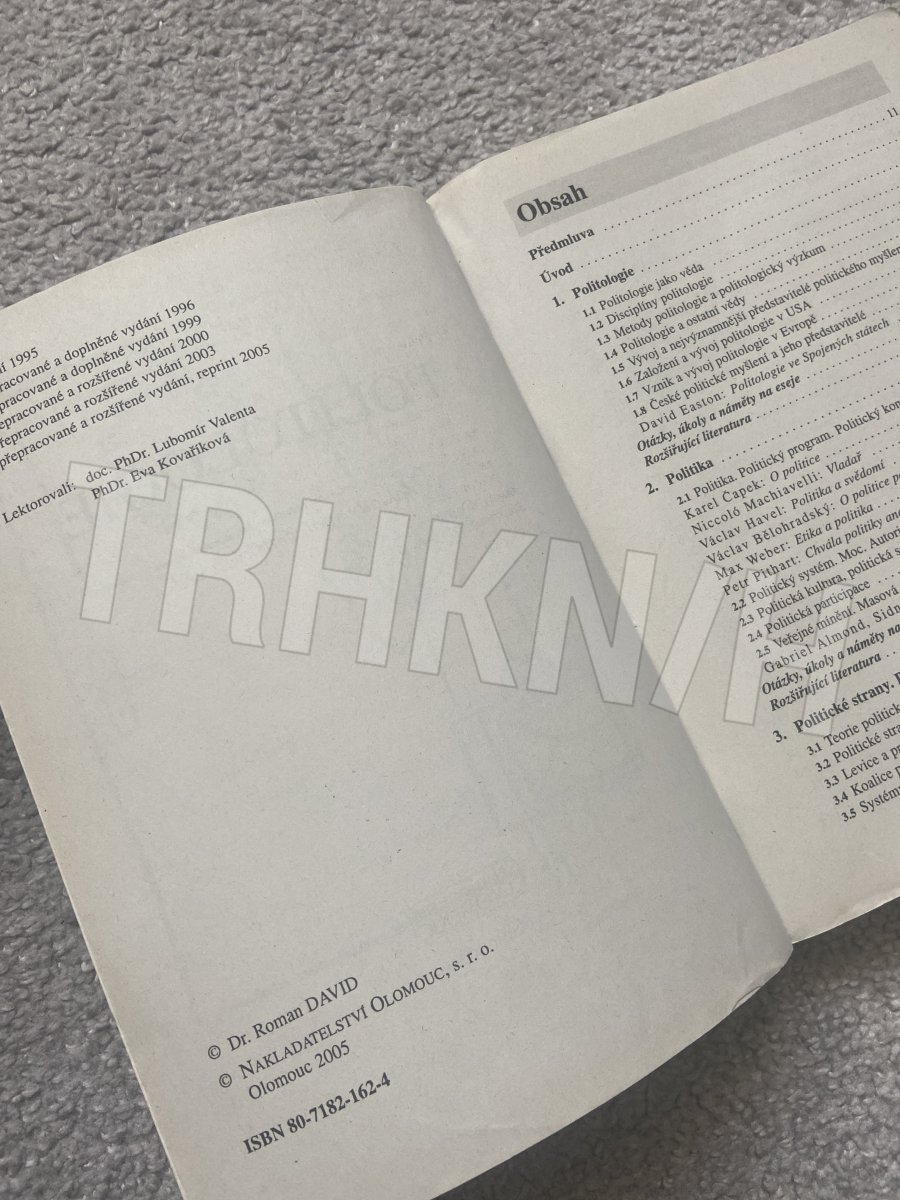 ní 1995
pracované a doplněné vydání 1996
epracované a doplněné vydání 1999
řepracované a rozšířené vydání 2000
přepracované a rozšířené vydání 2003
přepracované a rozšířené vydání, reprint 2005
Lektorovali: doc. PhDr. Lubomír Valenta
PhDr. Eva Kovaříková
© Dr. Roman DAVID
© NAKLADATELSTVÍ OLOMOUC, s. r. o.
Olomouc 2005
ISBN 80-7182-162-4
Obsah
Předmluva 11
Úvod
1. Politologie
1.1 Politologie jako věda
1.2 Disciplíny politologie
1.3 Metody politologie a politologický výzkum
1.4 Politologie a ostatní vědy
1.5 Vývoj a nejvýznamnější představitelé politického myšlen
1.6 Založení a vývoj politologie v USA
1.7 Vznik a vývoj politologie v Evropě
1.8 České politické myšlení a jeho představitelé
David Easton: Politologie ve Spojených státech
Otázky, úkoly a náměty na eseje
Rozšiřující literatura
2. Politika
2.1 Politika. Politický program. Politický kon
Karel Čapek: O politice
Niccoló Machiavelli: Vladař
Václav Havel: Politika a svědomí
Václav Bělohradský: O politice p
Max Weber: Etika a politika
Petr Pithart: Chvála politiky ane
2.2 Politický systém. Moc. Autori
2.3 Politická kultura, politická s
2.4 Politická participace
2.5 Veřejné mínění. Masová
Gabriel Almond, Sidn
Otázky, úkoly a náměty na
Rozšiřující literatura
3. Politické strany.
3.1 Teorie politick
3.2 Politické stra
3.3 Levice a pr
3.4 Koalice p
3.5 Systémy
TRHKNIH